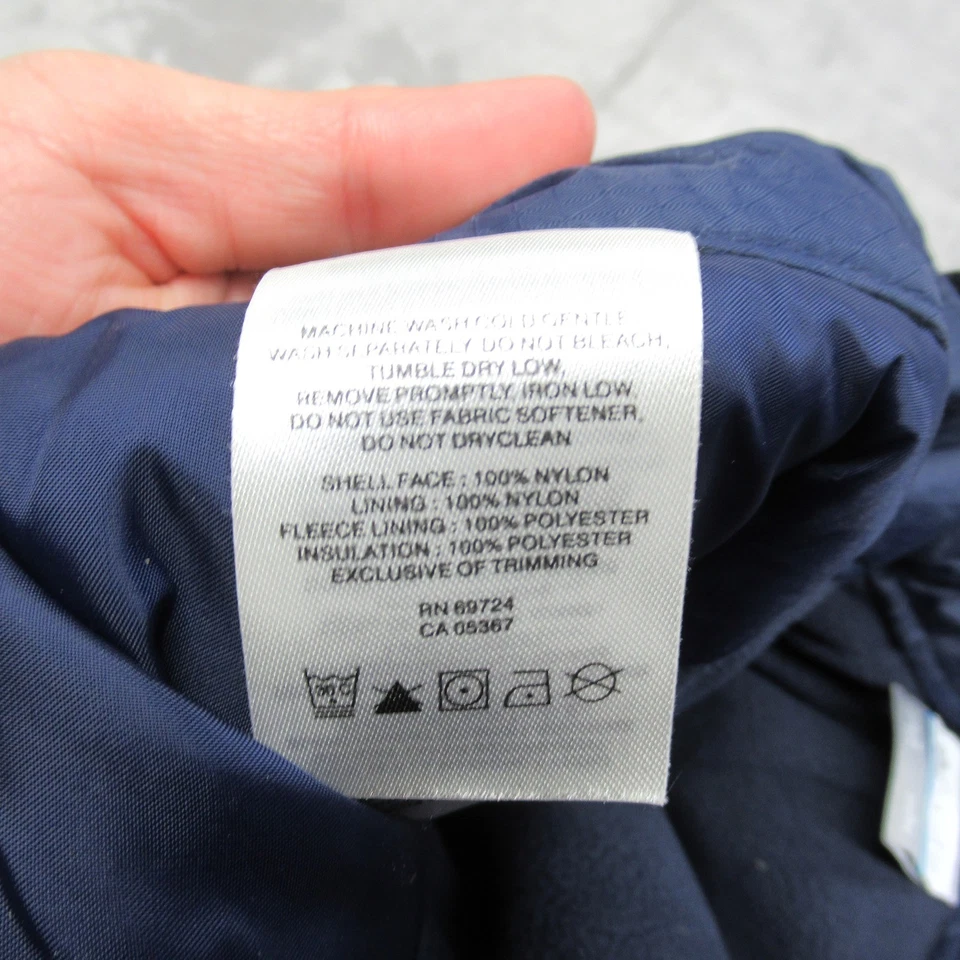 MACHINE WASH COLD GENTLE
WASH SEPARATELY DO NOT BLEACH,
TUMBLE DRY LOW,
REMOVE PROMPTLY, IRON LOW
DO NOT USE FABRIC SOFTENER,
DO NOT DRYCLEAN
SHELL FACE : 100% NYLON
LINING : 100% NYLON
FLEECE LINING : 100% POLYESTER
INSULATION : 100% POLYESTER
EXCLUSIVE OF TRIMMING
RN 69724
CA 05367
30 C